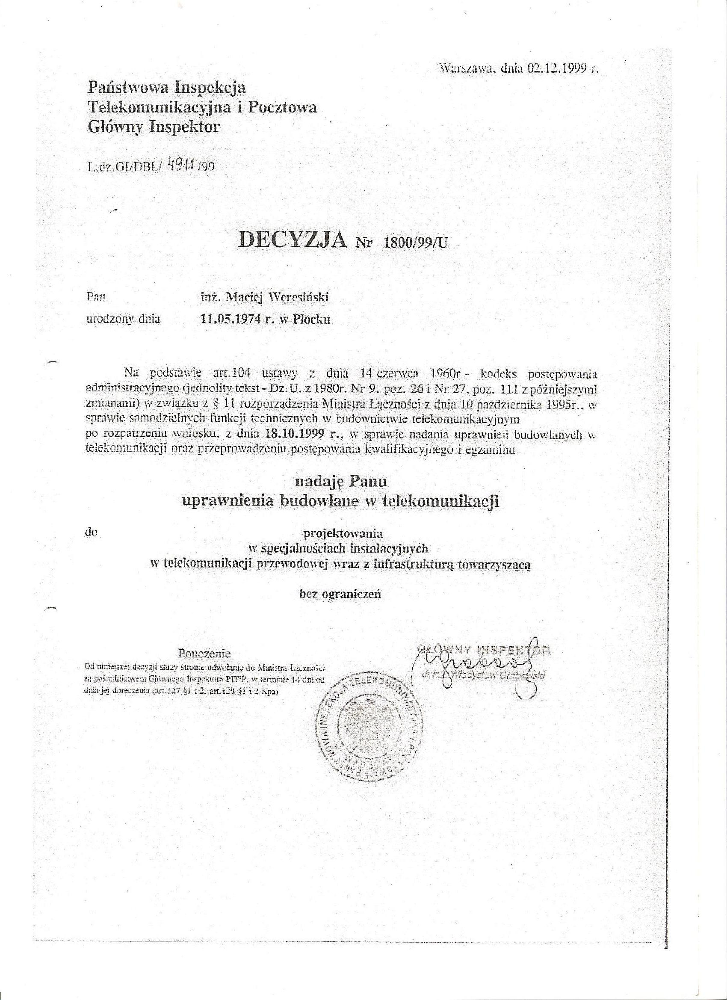 Warszawa, dnia 02.12.1999 r.
Państwowa Inspekcja
Telekomunikacyjna i Pocztowa
Główny Inspektor
L.dz.GI/DBL/ 4911 /99
DECYZJA Nr 1800/99/U
Pan inż. Maciej Weresiński
urodzony dnia 11.05.1974 r. w Płocku
Na podstawie art.104 ustawy z dnia 14 czerwca 1960r.- kodeks postępowania
administracyjnego (jednolity tekst - Dz.U. z 1980r. Nr 9, poz. 26 i Nr 27, poz. 111 z późniejszymi
zmianami) w związku z § 11 rozporządzenia Ministra Łączności z dnia 10 października 1995r., w
sprawie samodzielnych funkcji technicznych w budownictwie telekomunikacyjnym
po rozpatrzeniu wniosku, z dnia 18.10.1999 r., w sprawie nadania uprawnień budowlanych w
telekomunikacji oraz przeprowadzeniu postępowania kwalifikacyjnego i egzaminu
nadaję Panu
uprawnienia budowlane w telekomunikacji
do projektowania
w specjalnościach instalacyjnych
w telekomunikacji przewodowej wraz z infrastrukturą towarzyszącą
bez ograniczeń
Pouczenie
Od niniejszej decyzji służy stronie odwołanie do Ministra Łączności
za pośrednictwem Głównego Inspektora PITiP, w terminie 14 dni od
dnia jej doręczenia (art.127 §1 i 2, art.129 §1 i 2 Kpa)
GŁÓWNY INSPEKTOR
dr inż. Władysław Grabowski
PAŃSTWOWA INSPEKCJA TELEKOMUNIKACYJNA I POCZTOWA